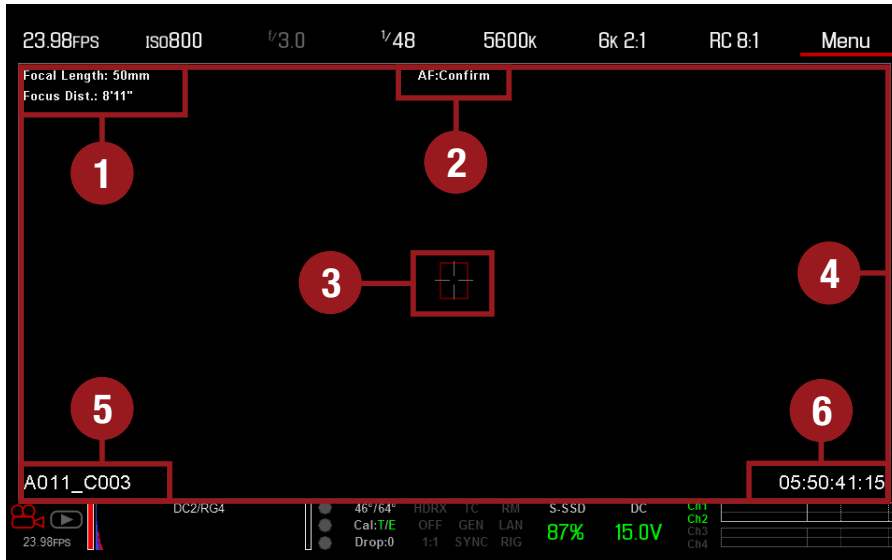 23.98FPS ISO800 f/3.0 1/48 5600K 6K 2:1 RC 8:1 Menu
Focal Length: 50mm
AF:Confirm
Focus Dist.: 8'11"
1
2
3
4
5
6
A011_C003
05:50:41:15
DC2/RG4
46°/64° HDRX TC RM S-SSD DC Ch1
Cal:T/E OFF GEN LAN 87% 15.0V Ch2
23.98FPS Drop:0 1:1 SYNC RIG Ch3
Ch4